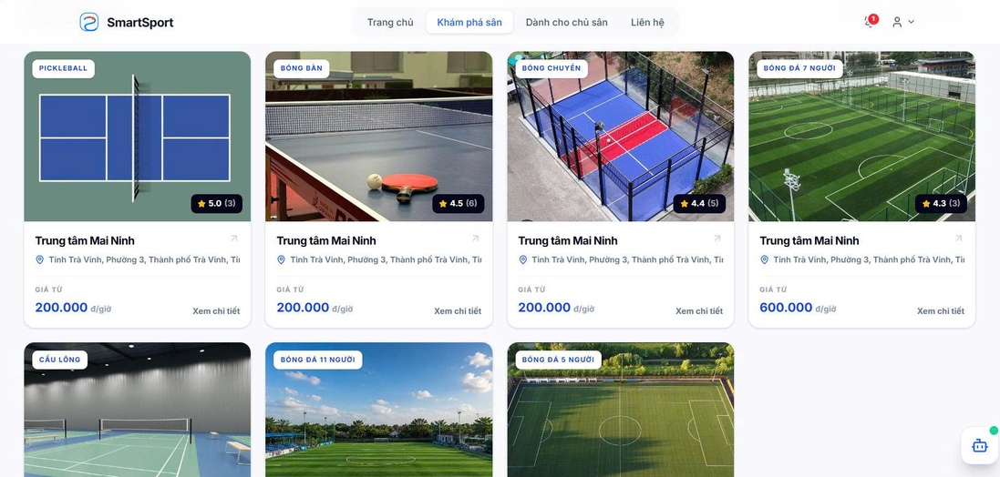 SmartSport
Trang chủ
Khám phá sân
Dành cho chủ sân
Liên hệ
1
PICKLEBALL
BÓNG BÀN
BÓNG CHUYỀN
BÓNG ĐÁ 7 NGƯỜI
5.0 (3)
4.5 (6)
4.4 (5)
4.3 (3)
Trung tâm Mai Ninh
Trung tâm Mai Ninh
Trung tâm Mai Ninh
Trung tâm Mai Ninh
Tỉnh Trà Vinh, Phường 3, Thành phố Trà Vinh,
Tỉnh Trà Vinh, Phường 3, Thành phố Trà Vinh,
Tỉnh Trà Vinh, Phường 3, Thành phố Trà Vinh,
Tỉnh Trà Vinh, Phường 3, Thành phố Trà Vinh,
GIÁ TỪ
GIÁ TỪ
GIÁ TỪ
GIÁ TỪ
200.000 đ/giờ
Xem chi tiết
200.000 đ/giờ
Xem chi tiết
200.000 đ/giờ
Xem chi tiết
600.000 đ/giờ
Xem chi tiết
CẦU LÔNG
BÓNG ĐÁ 11 NGƯỜI
BÓNG ĐÁ 5 NGƯỜI